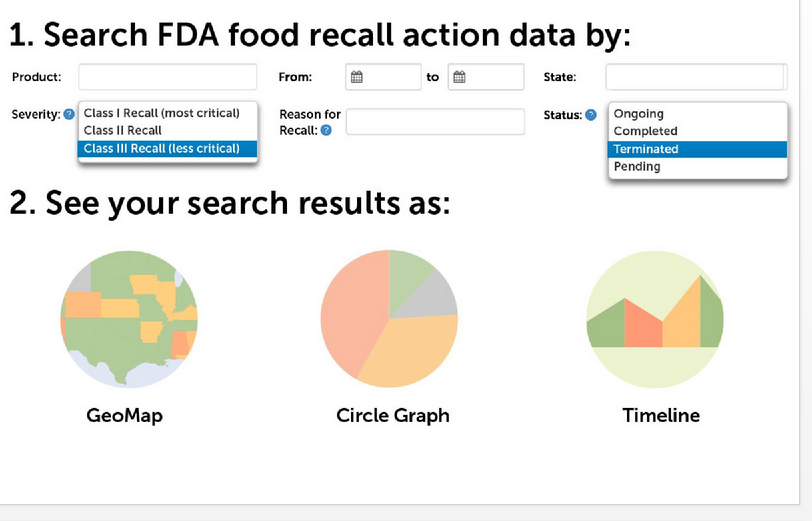 1. Search FDA food recall action data by:
Product: From: to State:
Severity: ? Class I Recall (most critical)
Class II Recall
Class III Recall (less critical)
Reason for
Recall: ?
Status: ? Ongoing
Completed
Terminated
Pending
2. See your search results as:
GeoMap Circle Graph Timeline